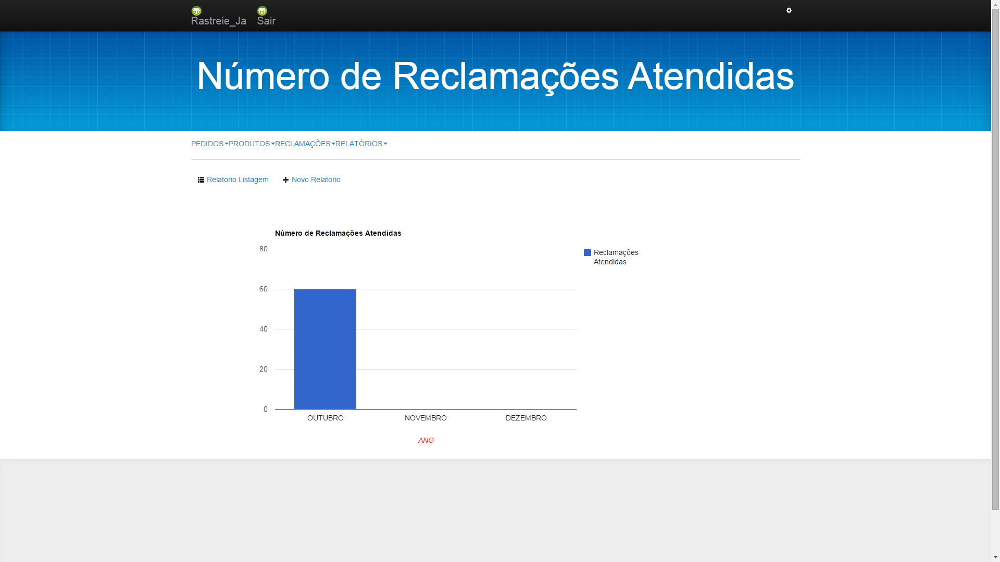 Rastreie_Ja Sair
Número de Reclamações Atendidas
PEDIDOS PRODUTOS RECLAMAÇÕES RELATÓRIOS
Relatorio Listagem Novo Relatorio
Número de Reclamações Atendidas
80
60
40
20
0
Reclamações
Atendidas
OUTUBRO NOVEMBRO DEZEMBRO
ANO